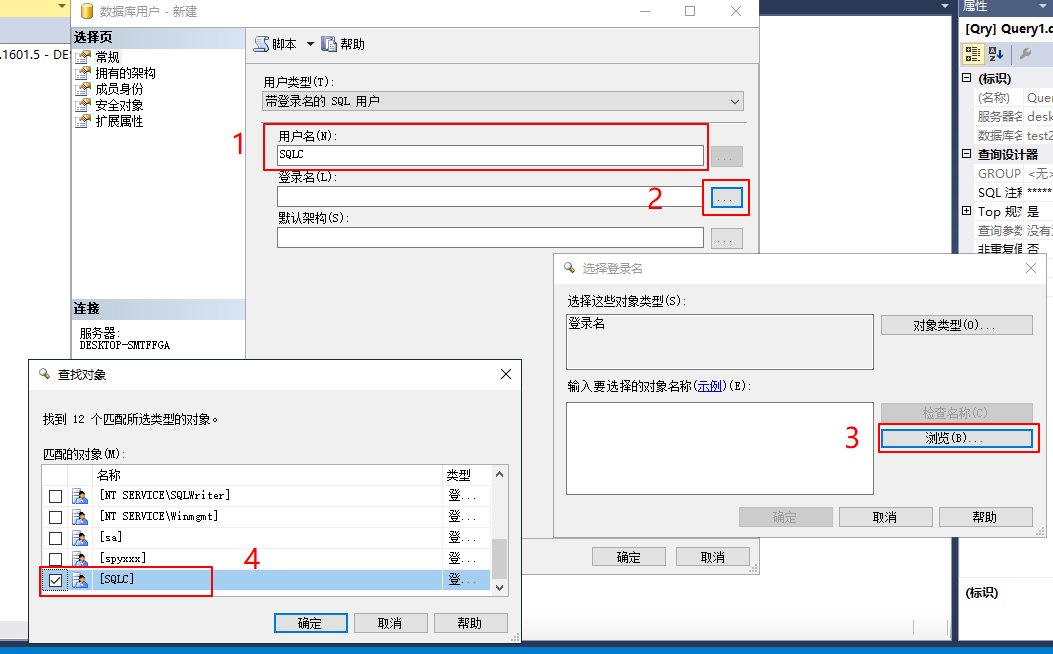 数据库用户 - 新建
选择页
常规
拥有的架构
成员身份
安全对象
扩展属性
.1601.5 - DE
脚本
帮助
用户类型(T):
带登录名的 SQL 用户
1
用户名(N):
SQLC
...
登录名(L):
2
...
默认架构(S):
...
连接
服务器:
DESKTOP-SMTFFGA
确定
取消
属性
[Qry] Query1.d
(标识)
(名称)
Que
服务器名
desk
数据库名
test2
查询设计器
GROUP
<无>
SQL 注释
*****
Top 规范
是
查询参数
没有
非重复值
否
(标识)
选择登录名
选择这些对象类型(S):
登录名
对象类型(O)...
输入要选择的对象名称(示例)(E):
检查名称(C)
3
浏览(B)...
确定
取消
帮助
查找对象
找到 12 个匹配所选类型的对象。
匹配的对象(M):
名称
类型
[NT SERVICE\SQLWriter]
登...
[NT SERVICE\Winmgmt]
登...
[sa]
登...
[spyxxx]
登...
4
[SQLC]
登...
确定
取消
帮助